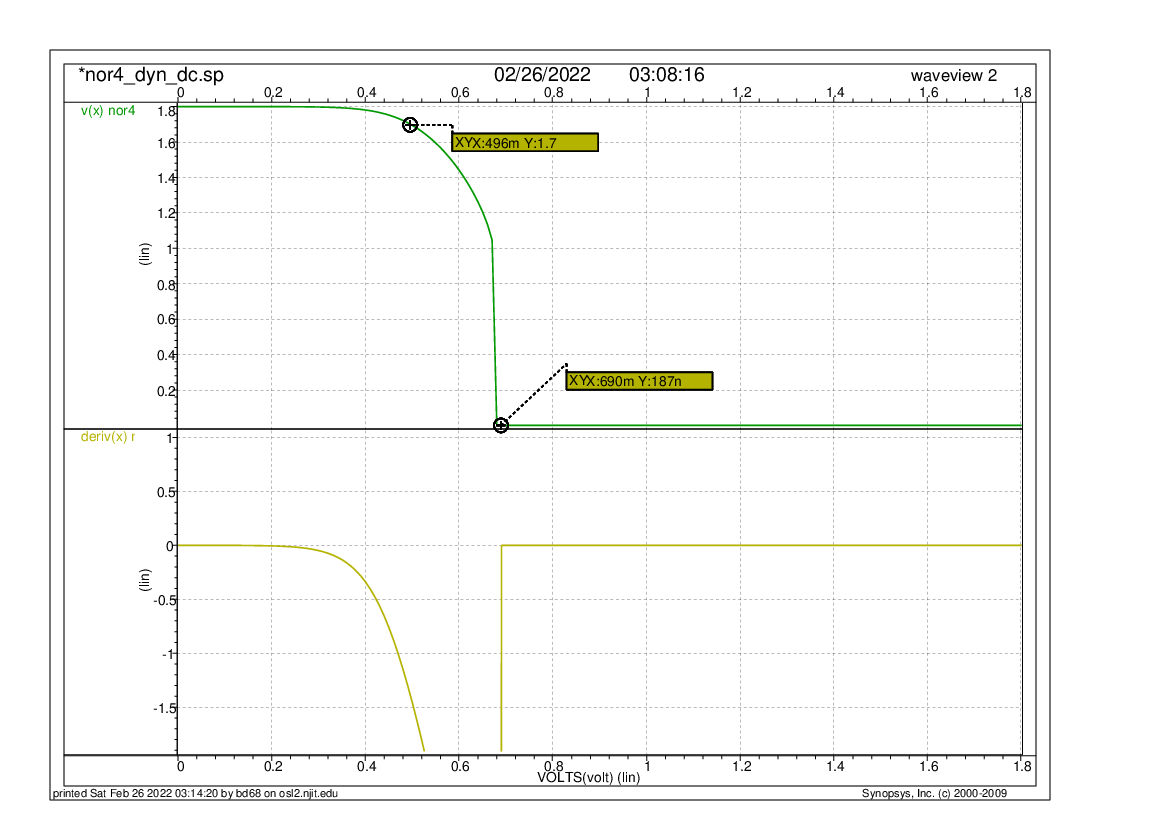 *nor4_dyn_dc.sp 02/26/2022 03:08:16 waveview 2
0 0.2 0.4 0.6 0.8 1 1.2 1.4 1.6 1.8
v(x) nor4
1.8
XYX:496m Y:1.7
1.6
1.4
1.2
(lin)
1
0.8
0.6
0.4
XYX:690m Y:187n
0.2
deriv(x) r
1
0.5
0
(lin)
-0.5
-1
-1.5
0 0.2 0.4 0.6 0.8 1 1.2 1.4 1.6 1.8
VOLTS(volt) (lin)
printed Sat Feb 26 2022 03:14:20 by bd68 on osl2.njit.edu Synopsys, Inc. (c) 2000-2009